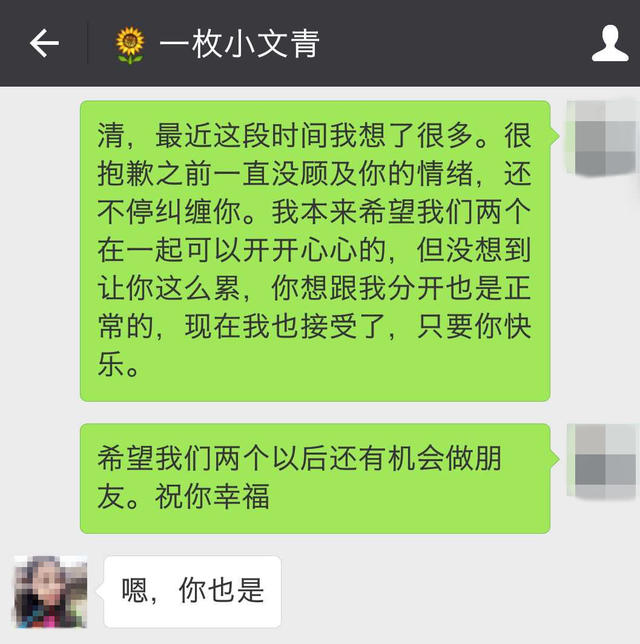 一枚小文青
清，最近这段时间我想了很多。很
抱歉之前一直没顾及你的情绪，还
不停纠缠你。我本来希望我们两个
在一起可以开开心心的，但没想到
让你这么累，你想跟我分开也是正
常的，现在我也接受了，只要你快
乐。
希望我们两个以后还有机会做朋
友。祝你幸福
嗯，你也是